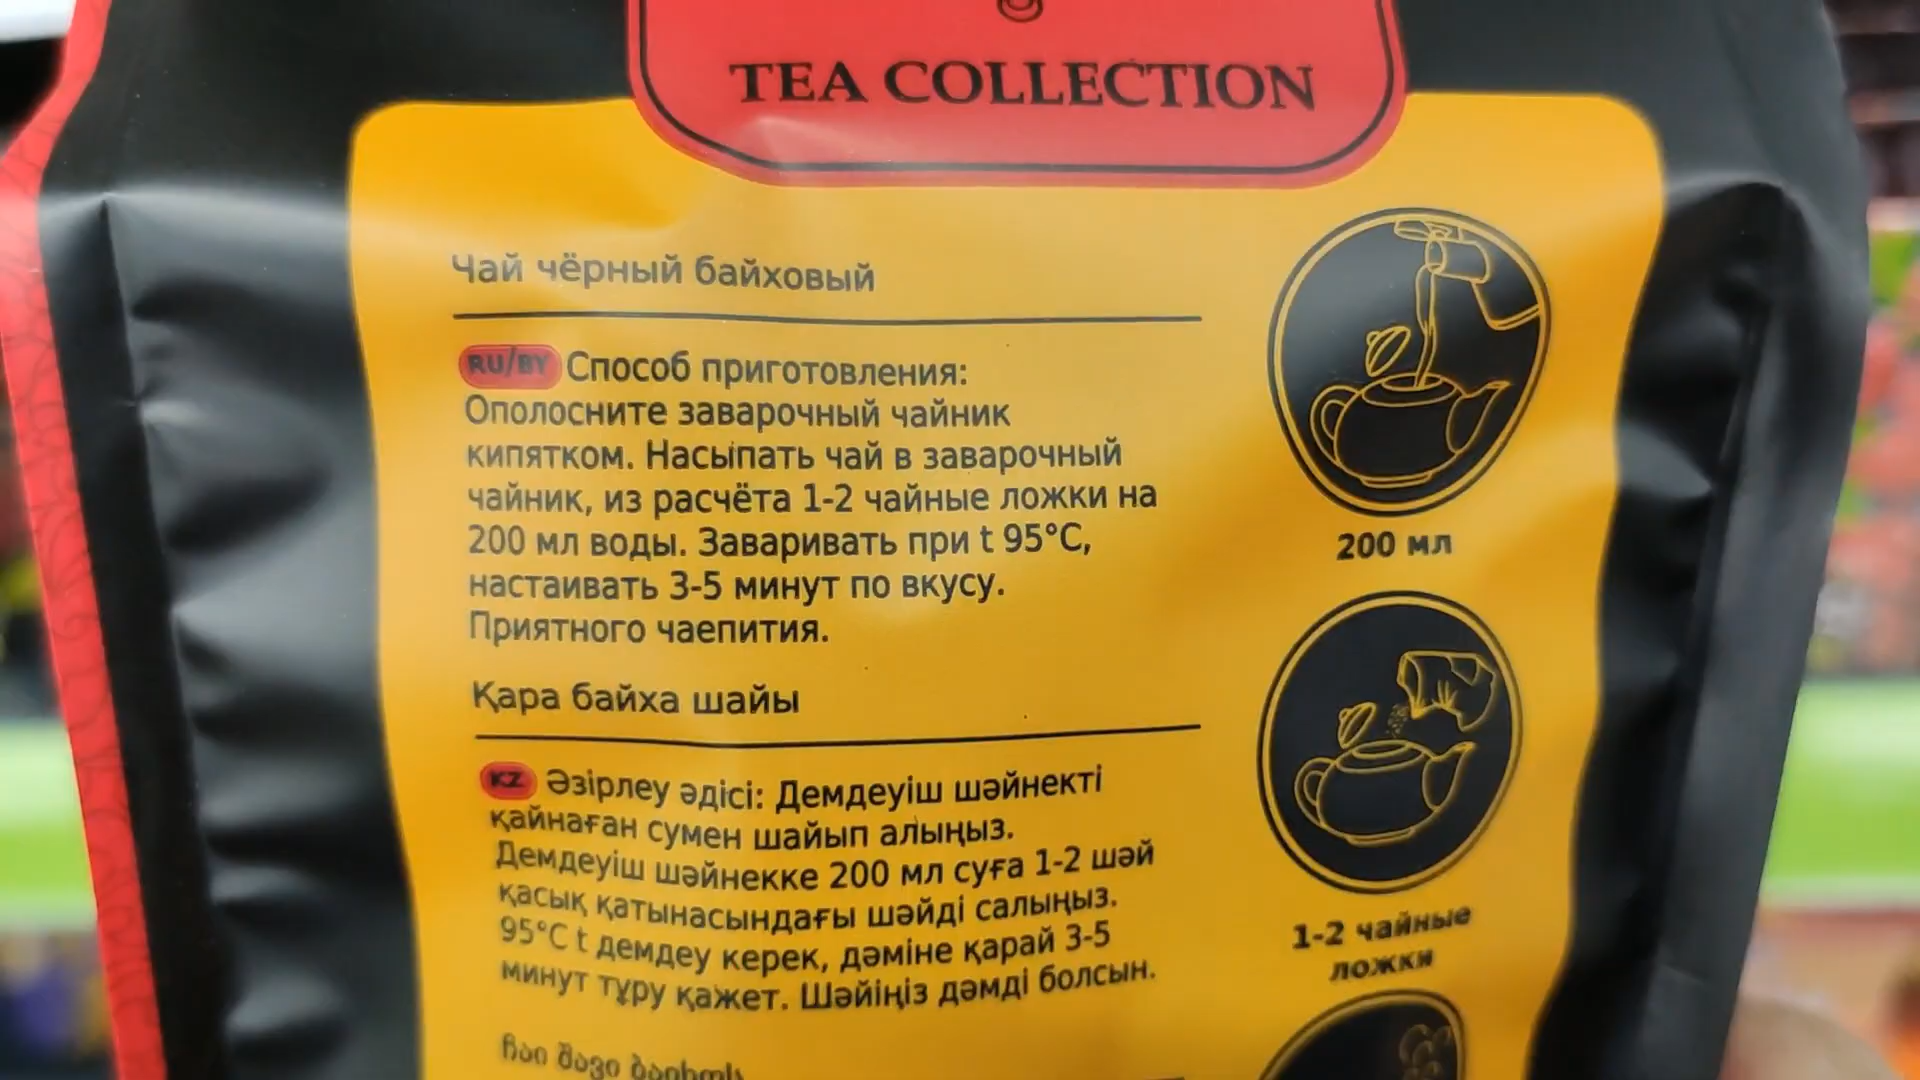 TEA COLLECTION
Чай чёрный байховый
RU/BY Способ приготовления:
Ополосните заварочный чайник
кипятком. Насыпать чай в заварочный
чайник, из расчёта 1-2 чайные ложки на
200 мл воды. Заваривать при t 95°C,
настаивать 3-5 минут по вкусу.
Приятного чаепития.
200 мл
Қара байха шайы
KZ Әзірлеу әдісі: Демдеуіш шәйнекті
қайнаған сумен шайып алыңыз.
Демдеуіш шәйнекке 200 мл суға 1-2 шәй
қасық қатынасындағы шәйді салыңыз.
95°C t демдеу керек, дәміне қарай 3-5
минут тұру қажет. Шәйіңіз дәмді болсын.
1-2 чайные
ложки
ჩაი შავი